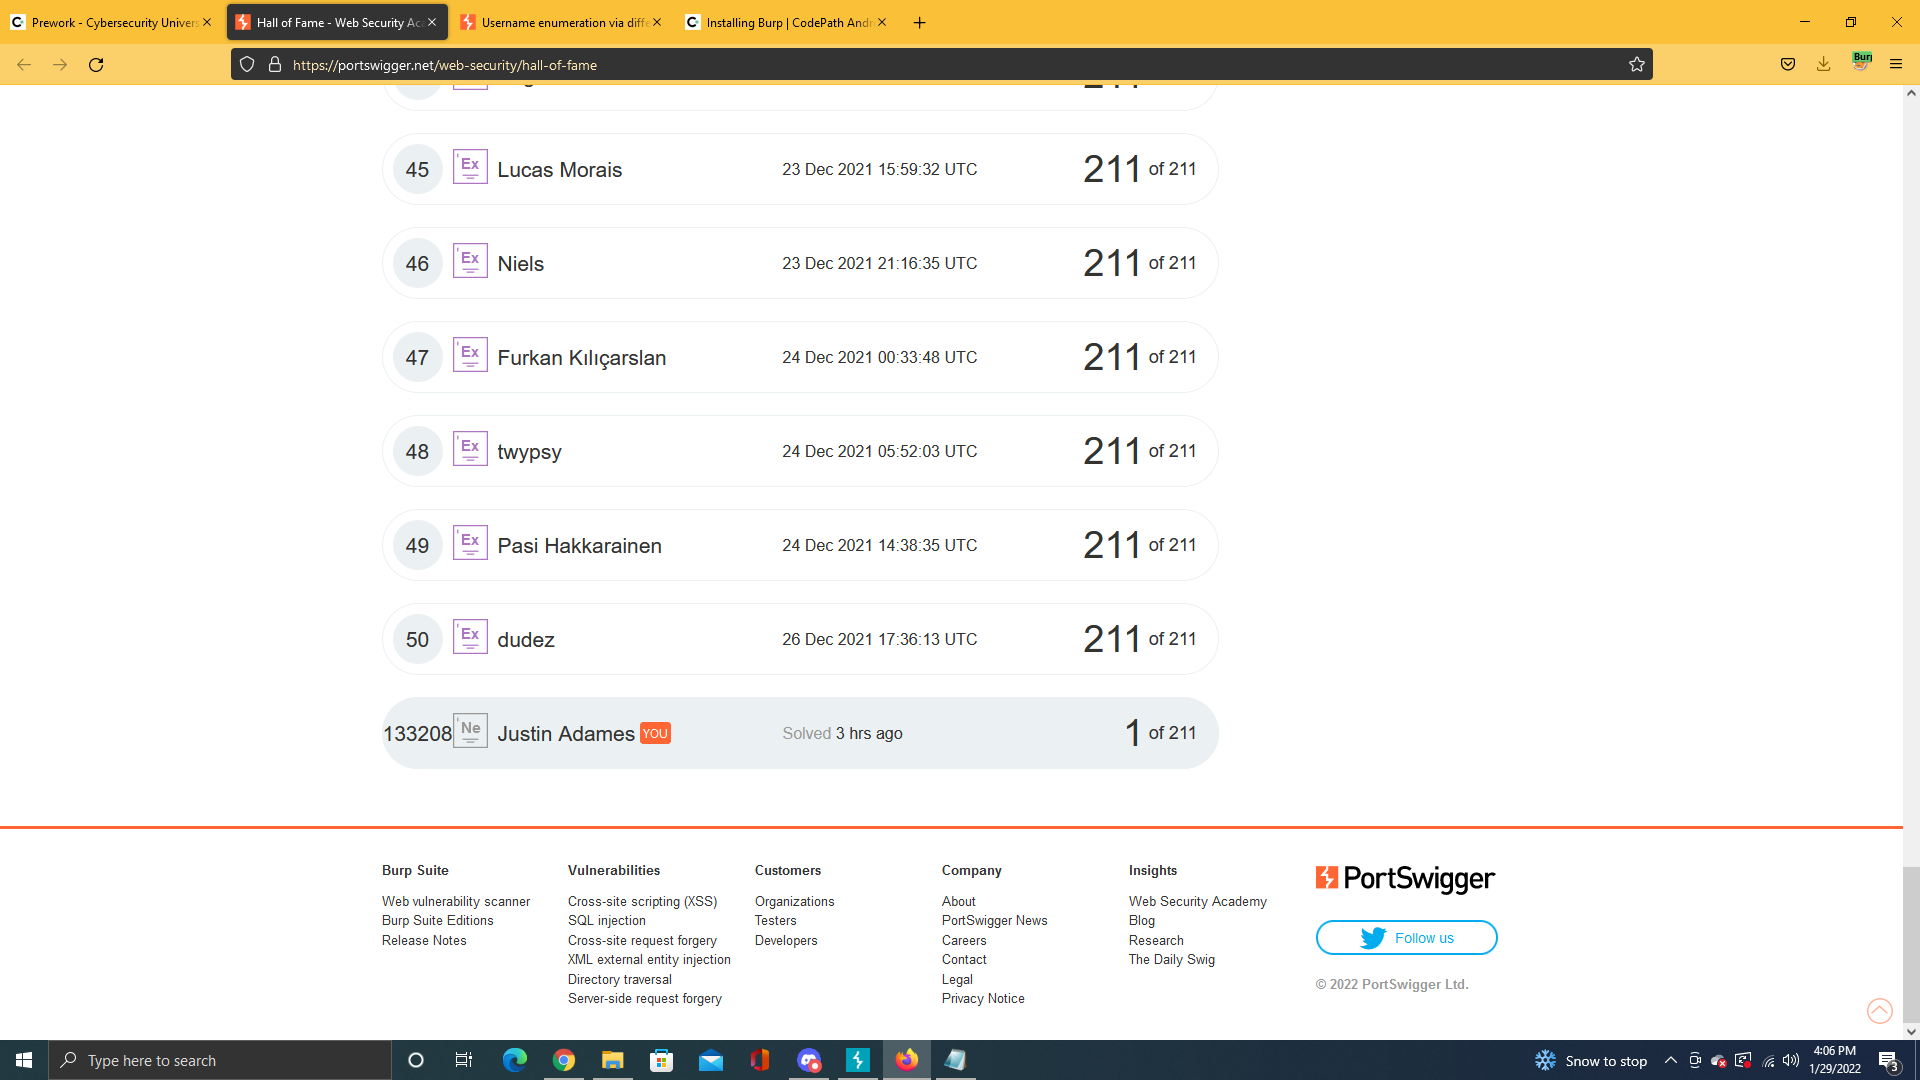 Prework - Cybersecurity Univers
Hall of Fame - Web Security Aca
Username enumeration via diffe
Installing Burp | CodePath Andr
https://portswigger.net/web-security/hall-of-fame
Burp
45 Ex Lucas Morais 23 Dec 2021 15:59:32 UTC 211 of 211
46 Ex Niels 23 Dec 2021 21:16:35 UTC 211 of 211
47 Ex Furkan Kılıçarslan 24 Dec 2021 00:33:48 UTC 211 of 211
48 Ex twypsy 24 Dec 2021 05:52:03 UTC 211 of 211
49 Ex Pasi Hakkarainen 24 Dec 2021 14:38:35 UTC 211 of 211
50 Ex dudez 26 Dec 2021 17:36:13 UTC 211 of 211
133208 Ne Justin Adames YOU Solved 3 hrs ago 1 of 211
Burp Suite
Web vulnerability scanner
Burp Suite Editions
Release Notes
Vulnerabilities
Cross-site scripting (XSS)
SQL injection
Cross-site request forgery
XML external entity injection
Directory traversal
Server-side request forgery
Customers
Organizations
Testers
Developers
Company
About
PortSwigger News
Careers
Contact
Legal
Privacy Notice
Insights
Web Security Academy
Blog
Research
The Daily Swig
PortSwigger
Follow us
© 2022 PortSwigger Ltd.
Type here to search
Snow to stop
4:06 PM
1/29/2022
3